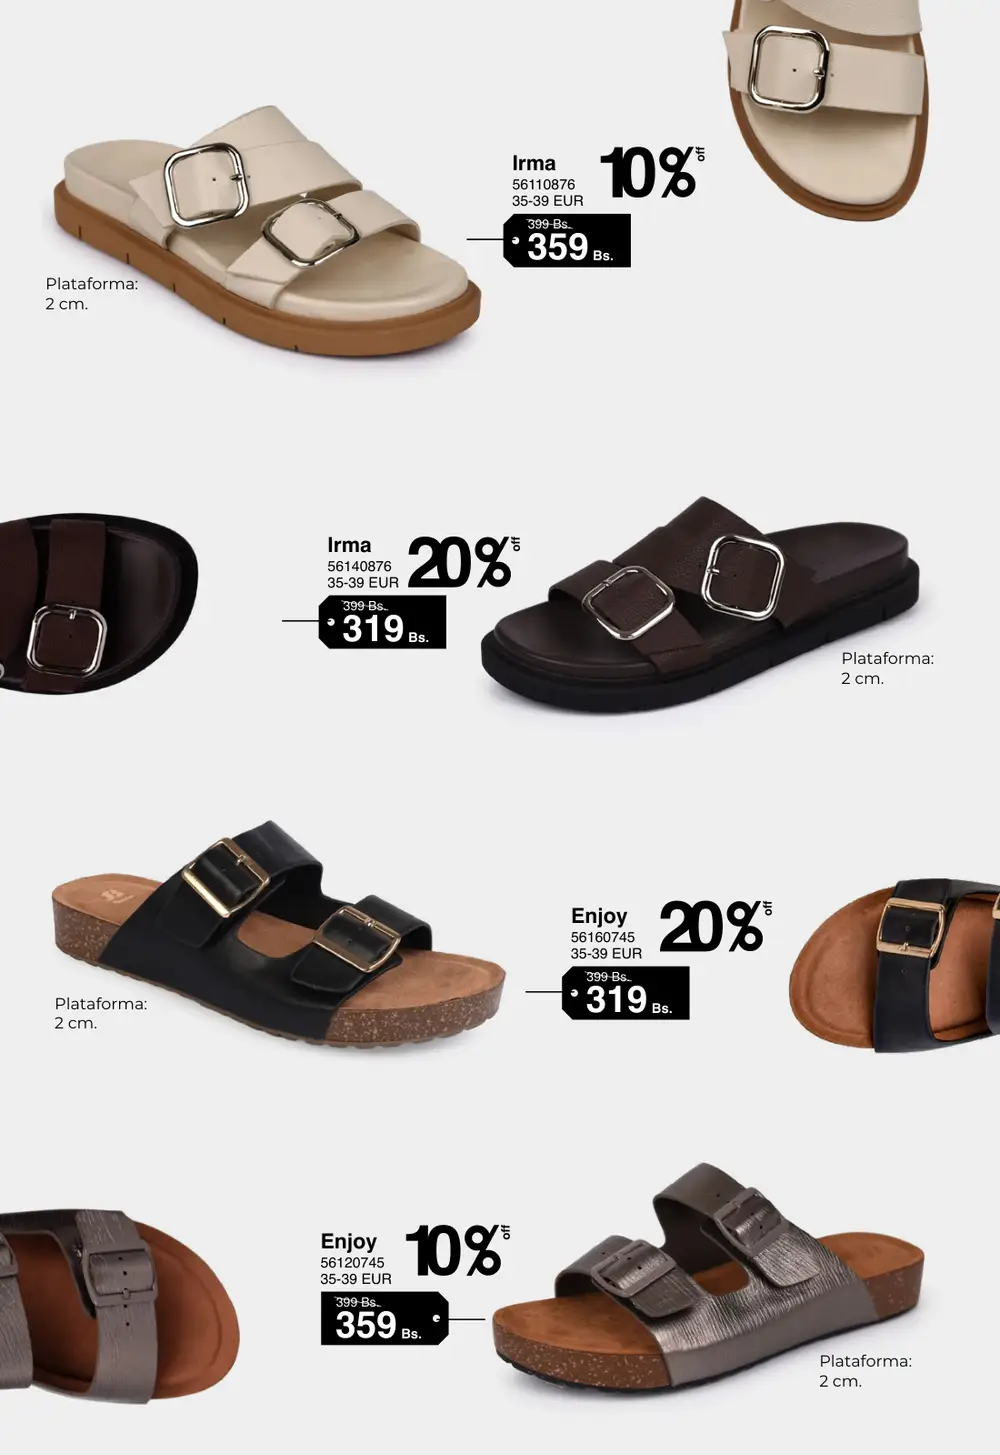 Irma
56110876
35-39 EUR
10% off
399 Bs.
359 Bs.
Plataforma:
2 cm.
Irma
56140876
35-39 EUR
20% off
399 Bs.
319 Bs.
Plataforma:
2 cm.
Enjoy
56160745
35-39 EUR
20% off
399 Bs.
319 Bs.
Plataforma:
2 cm.
Enjoy
56120745
35-39 EUR
10% off
399 Bs.
359 Bs.
Plataforma:
2 cm.